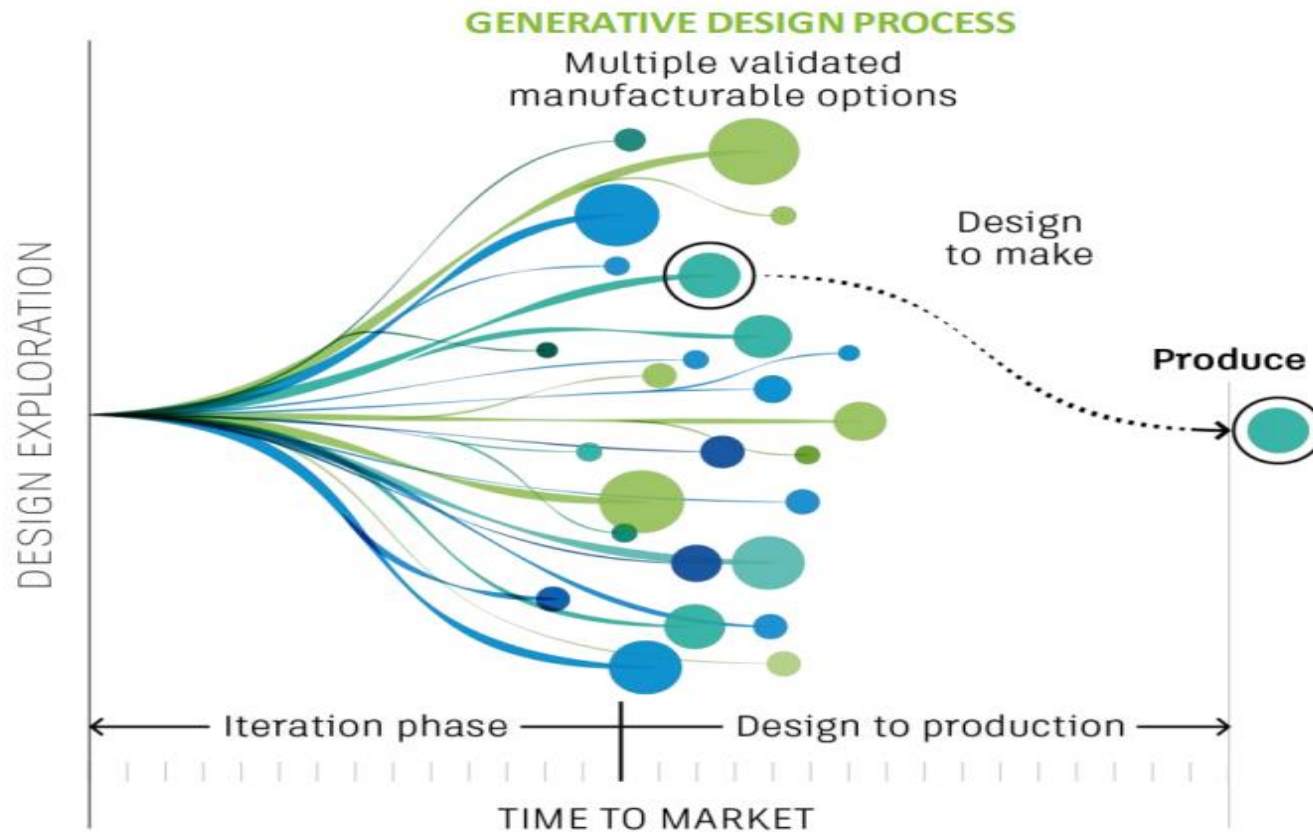 GENERATIVE DESIGN PROCESS
Multiple validated
manufacturable options
Design
to make
Produce
DESIGN EXPLORATION
Iteration phase
Design to production
TIME TO MARKET